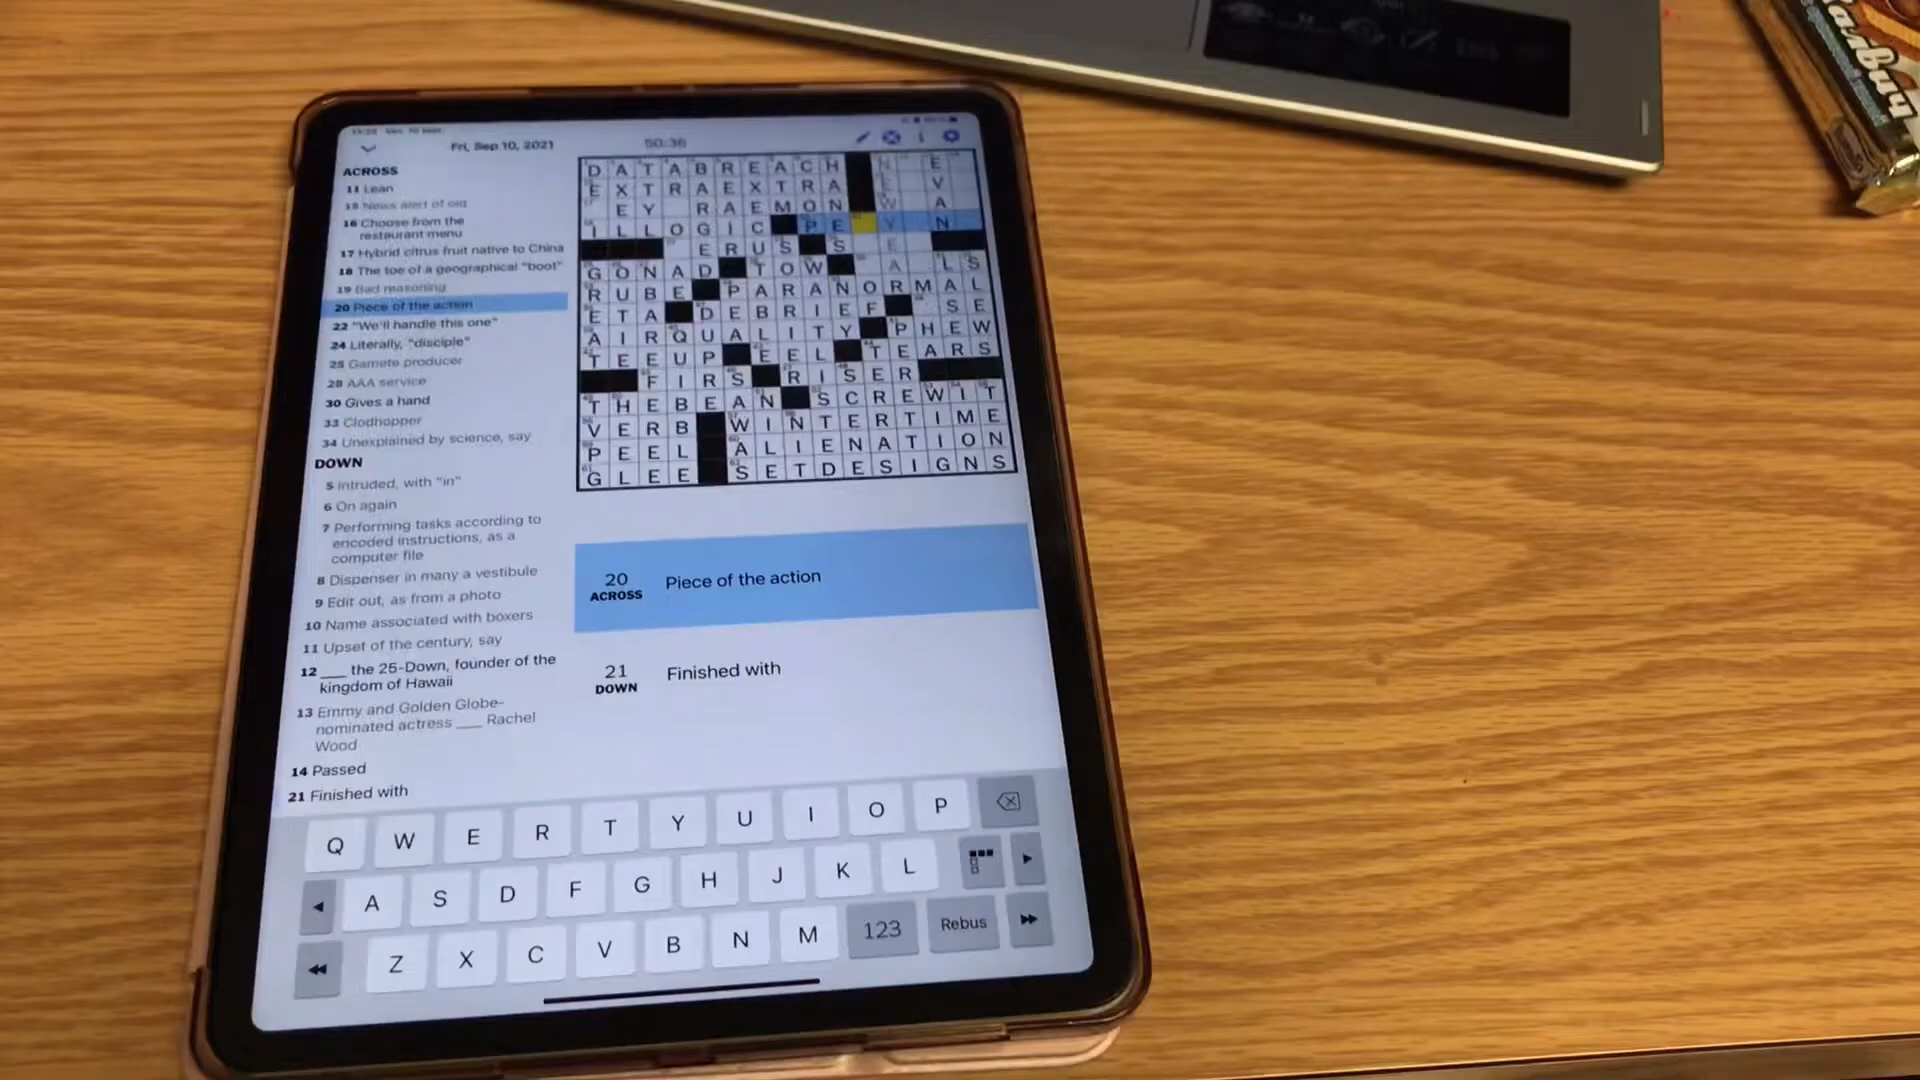 Fri, Sep 10, 2021
50:36
ACROSS
11 Lean
15 News alert of old
16 Choose from the
restaurant menu
17 Hybrid citrus fruit native to China
18 The toe of a geographical "boot"
19 Bad reasoning
20 Piece of the action
22 "We'll handle this one"
24 Literally, "disciple"
25 Gamete producer
28 AAA service
30 Gives a hand
33 Clodhopper
34 Unexplained by science, say
DOWN
5 Intruded, with "in"
6 On again
7 Performing tasks according to
encoded instructions, as a
computer file
8 Dispenser in many a vestibule
9 Edit out, as from a photo
10 Name associated with boxers
11 Upset of the century, say
12 ___ the 25-Down, founder of the
kingdom of Hawaii
13 Emmy and Golden Globe-
nominated actress ___ Rachel
Wood
14 Passed
21 Finished with
D A T A B R E A C H N E
E X T R A E X T R A E V
E Y R A E M O N W A
I L L O G I C P E Y N
E R U S S E
G O N A D T O W A L S
R U B E P A R A N O R M A L
E T A D E B R I E F S E
A I R Q U A L I T Y P H E W
T E E U P E E L T E A R S
F I R S R I S E R
T H E B E A N S C R E W I T
V E R B W I N T E R T I M E
P E E L A L I E N A T I O N
G L E E S E T D E S I G N S
20
ACROSS
Piece of the action
21
DOWN
Finished with
Q W E R T Y U I O P
A S D F G H J K L
Z X C V B N M 123 Rebus